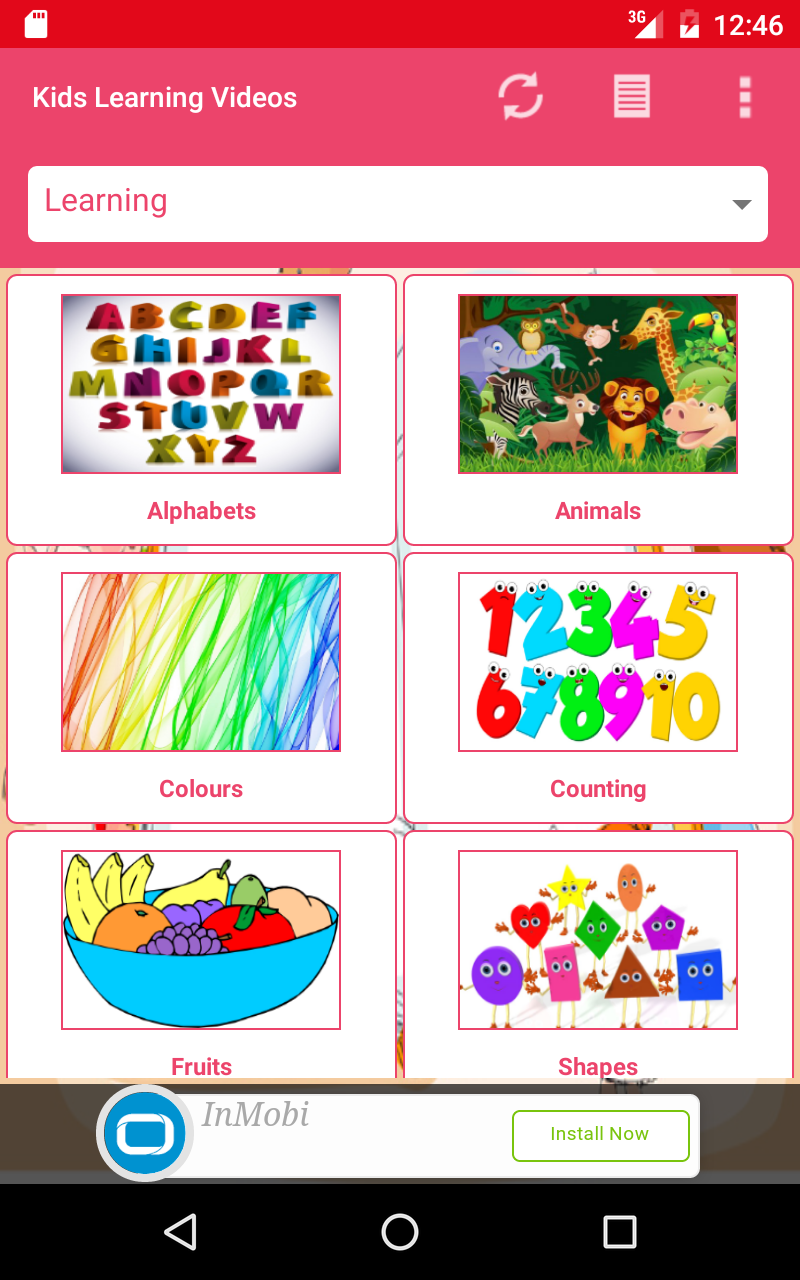 3G 12:46
Kids Learning Videos
Learning
A B C D E F
G H I J K L
M N O P Q R
S T U V W
X Y Z
Alphabets
Animals
Colours
1 2 3 4 5
6 7 8 9 10
Counting
Fruits
Shapes
InMobi
Install Now